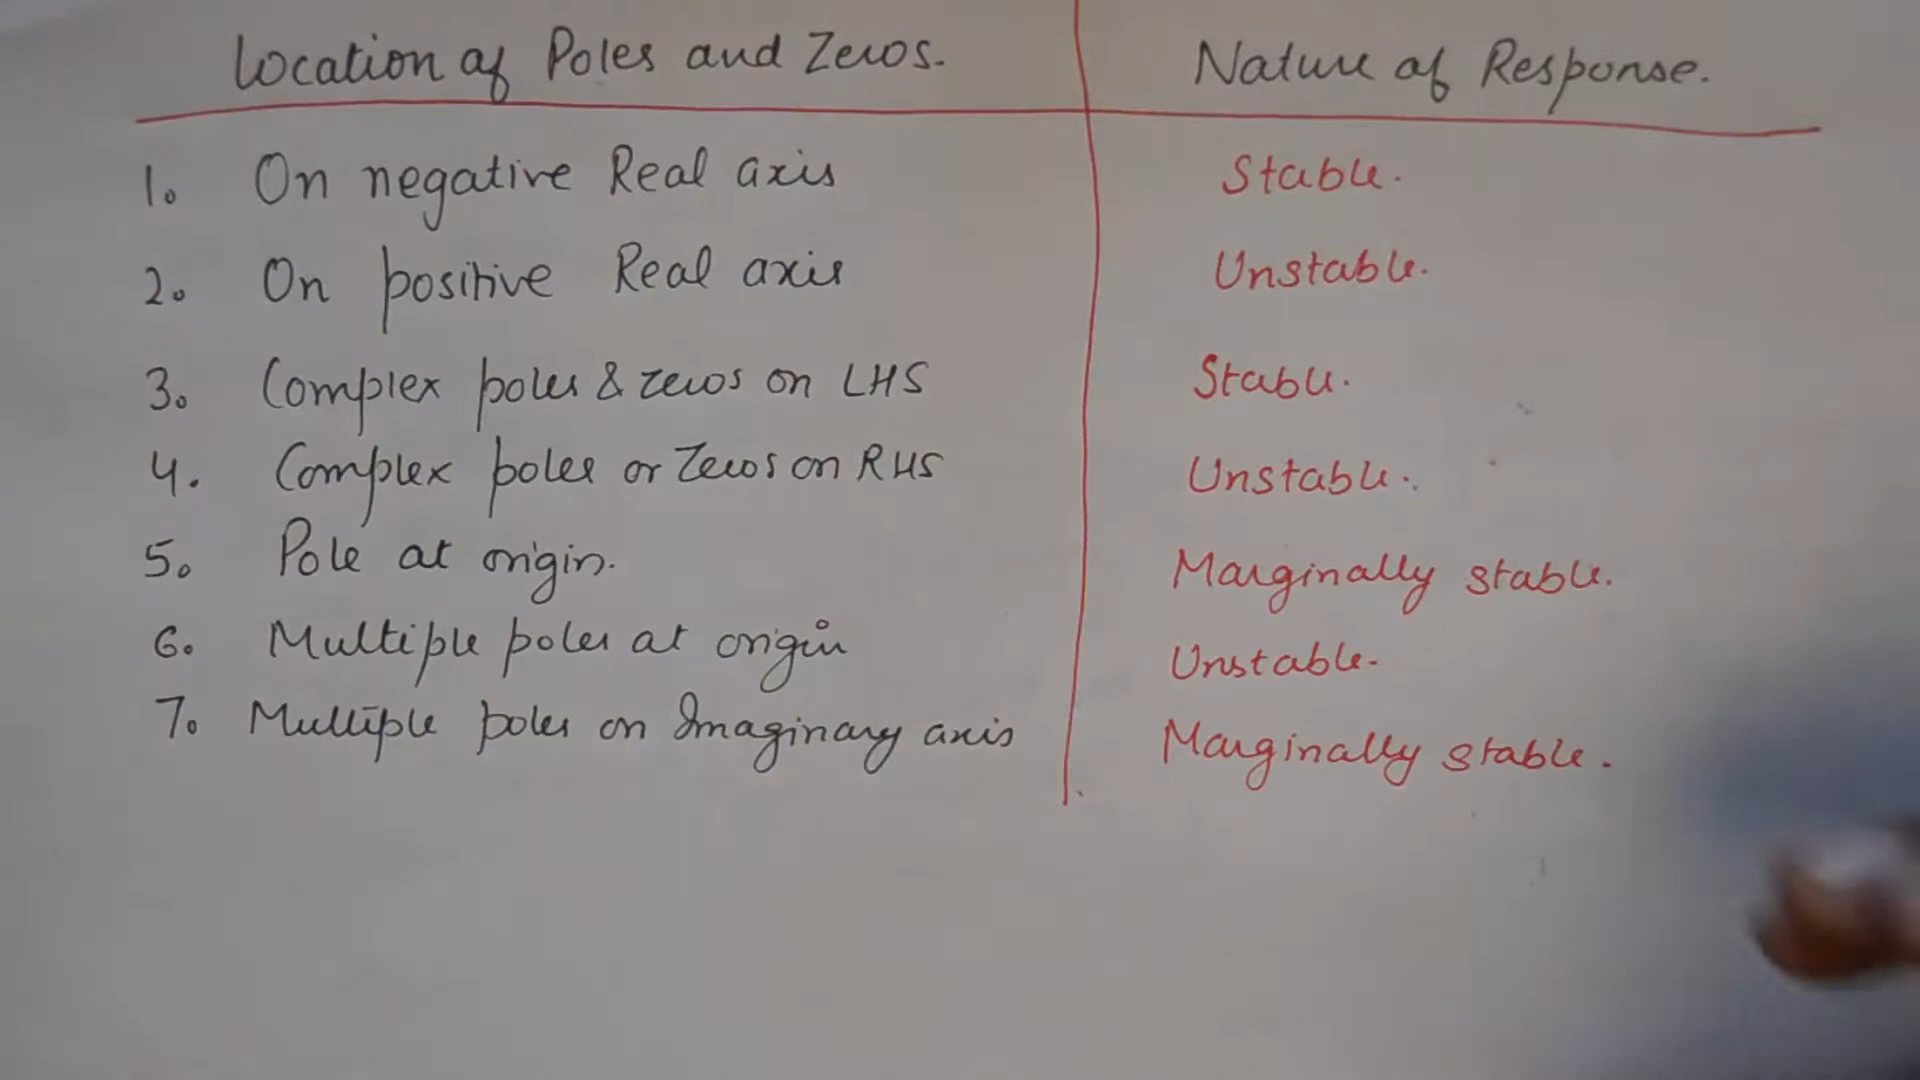 Location of Poles and Zeros. Nature of Response.
1. On negative Real axis Stable.
2. On positive Real axis Unstable.
3. Complex poles & zeros on LHS Stable.
4. Complex poles or Zeros on RHS Unstable.
5. Pole at origin. Marginally stable.
6. Multiple poles at origin Unstable.
7. Multiple poles on Imaginary axis Marginally stable.